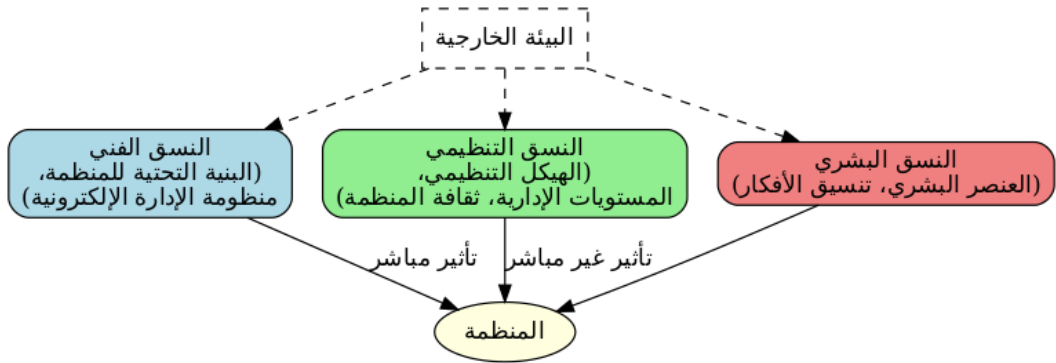 البيئة الخارجية
النسق الفني
(البنية التحتية للمنظمة،
منظومة الإدارة الإلكترونية)
النسق التنظيمي
(الهيكل التنظيمي،
المستويات الإدارية، ثقافة المنظمة)
النسق البشري
(العنصر البشري، تنسيق الأفكار)
تأثير مباشر
تأثير غير مباشر
المنظمة